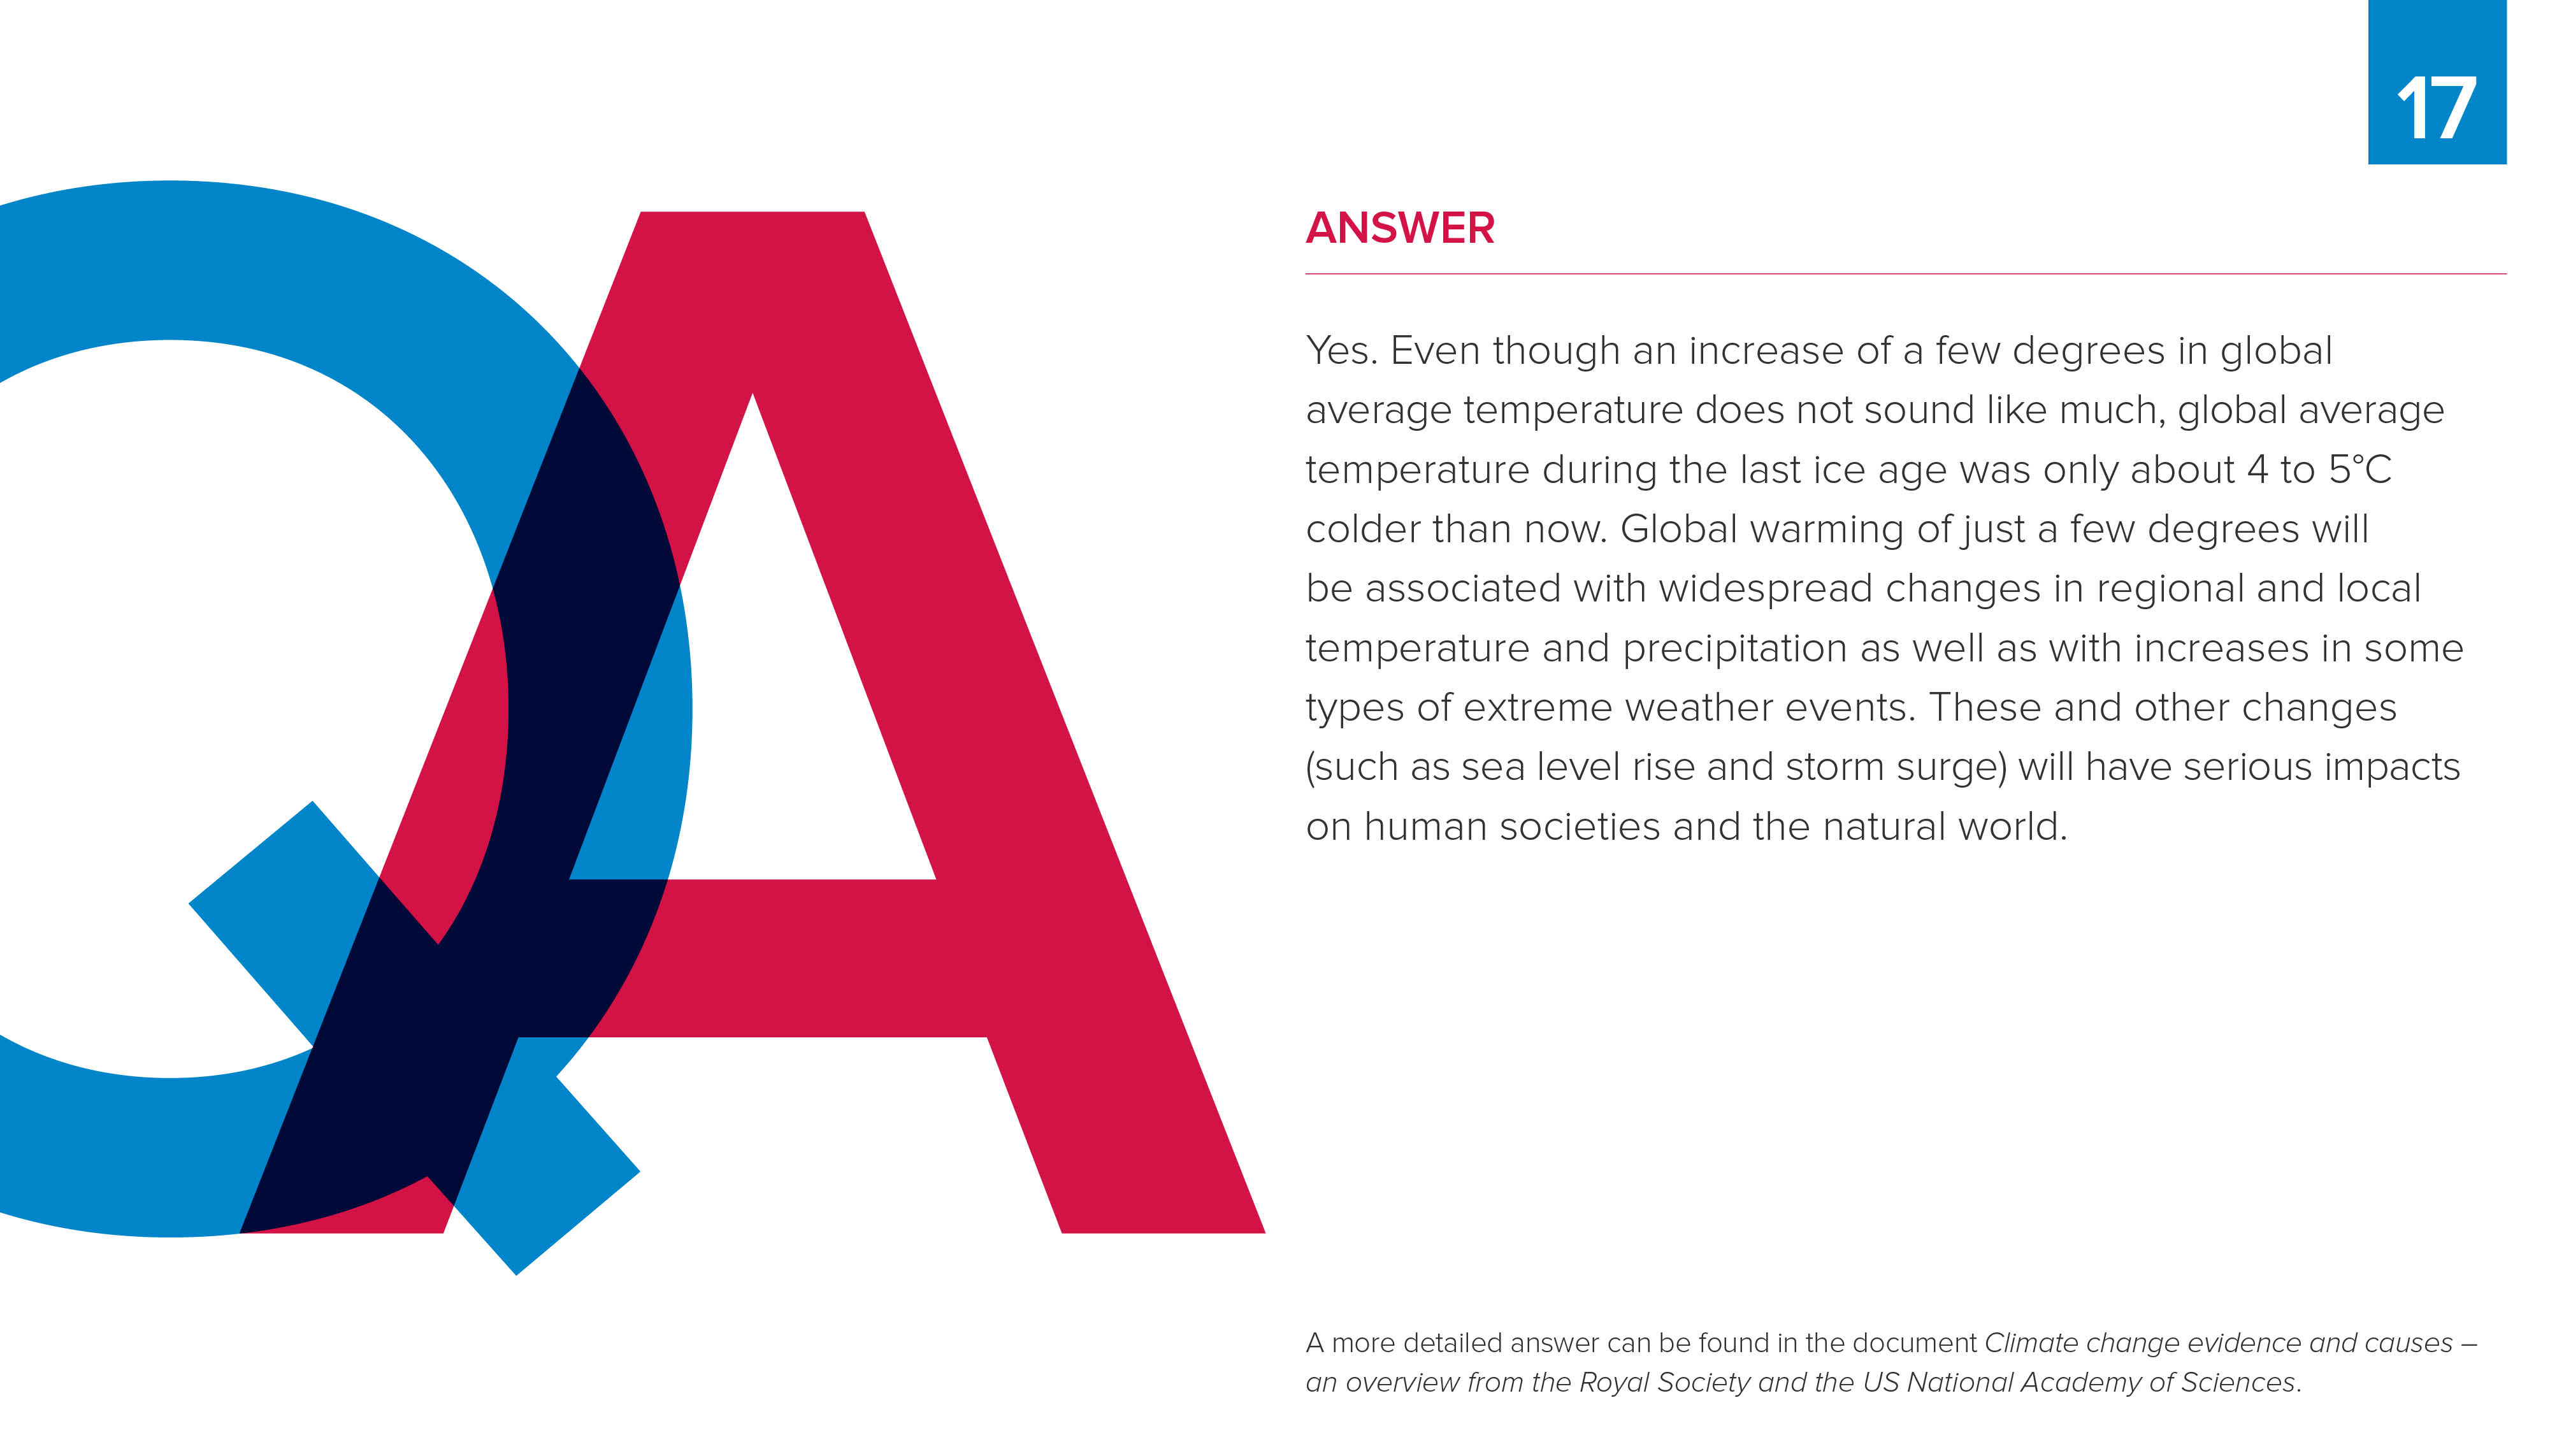 17
QA
ANSWER
Yes. Even though an increase of a few degrees in global
average temperature does not sound like much, global average
temperature during the last ice age was only about 4 to 5°C
colder than now. Global warming of just a few degrees will
be associated with widespread changes in regional and local
temperature and precipitation as well as with increases in some
types of extreme weather events. These and other changes
(such as sea level rise and storm surge) will have serious impacts
on human societies and the natural world.
A more detailed answer can be found in the document Climate change evidence and causes –
an overview from the Royal Society and the US National Academy of Sciences.